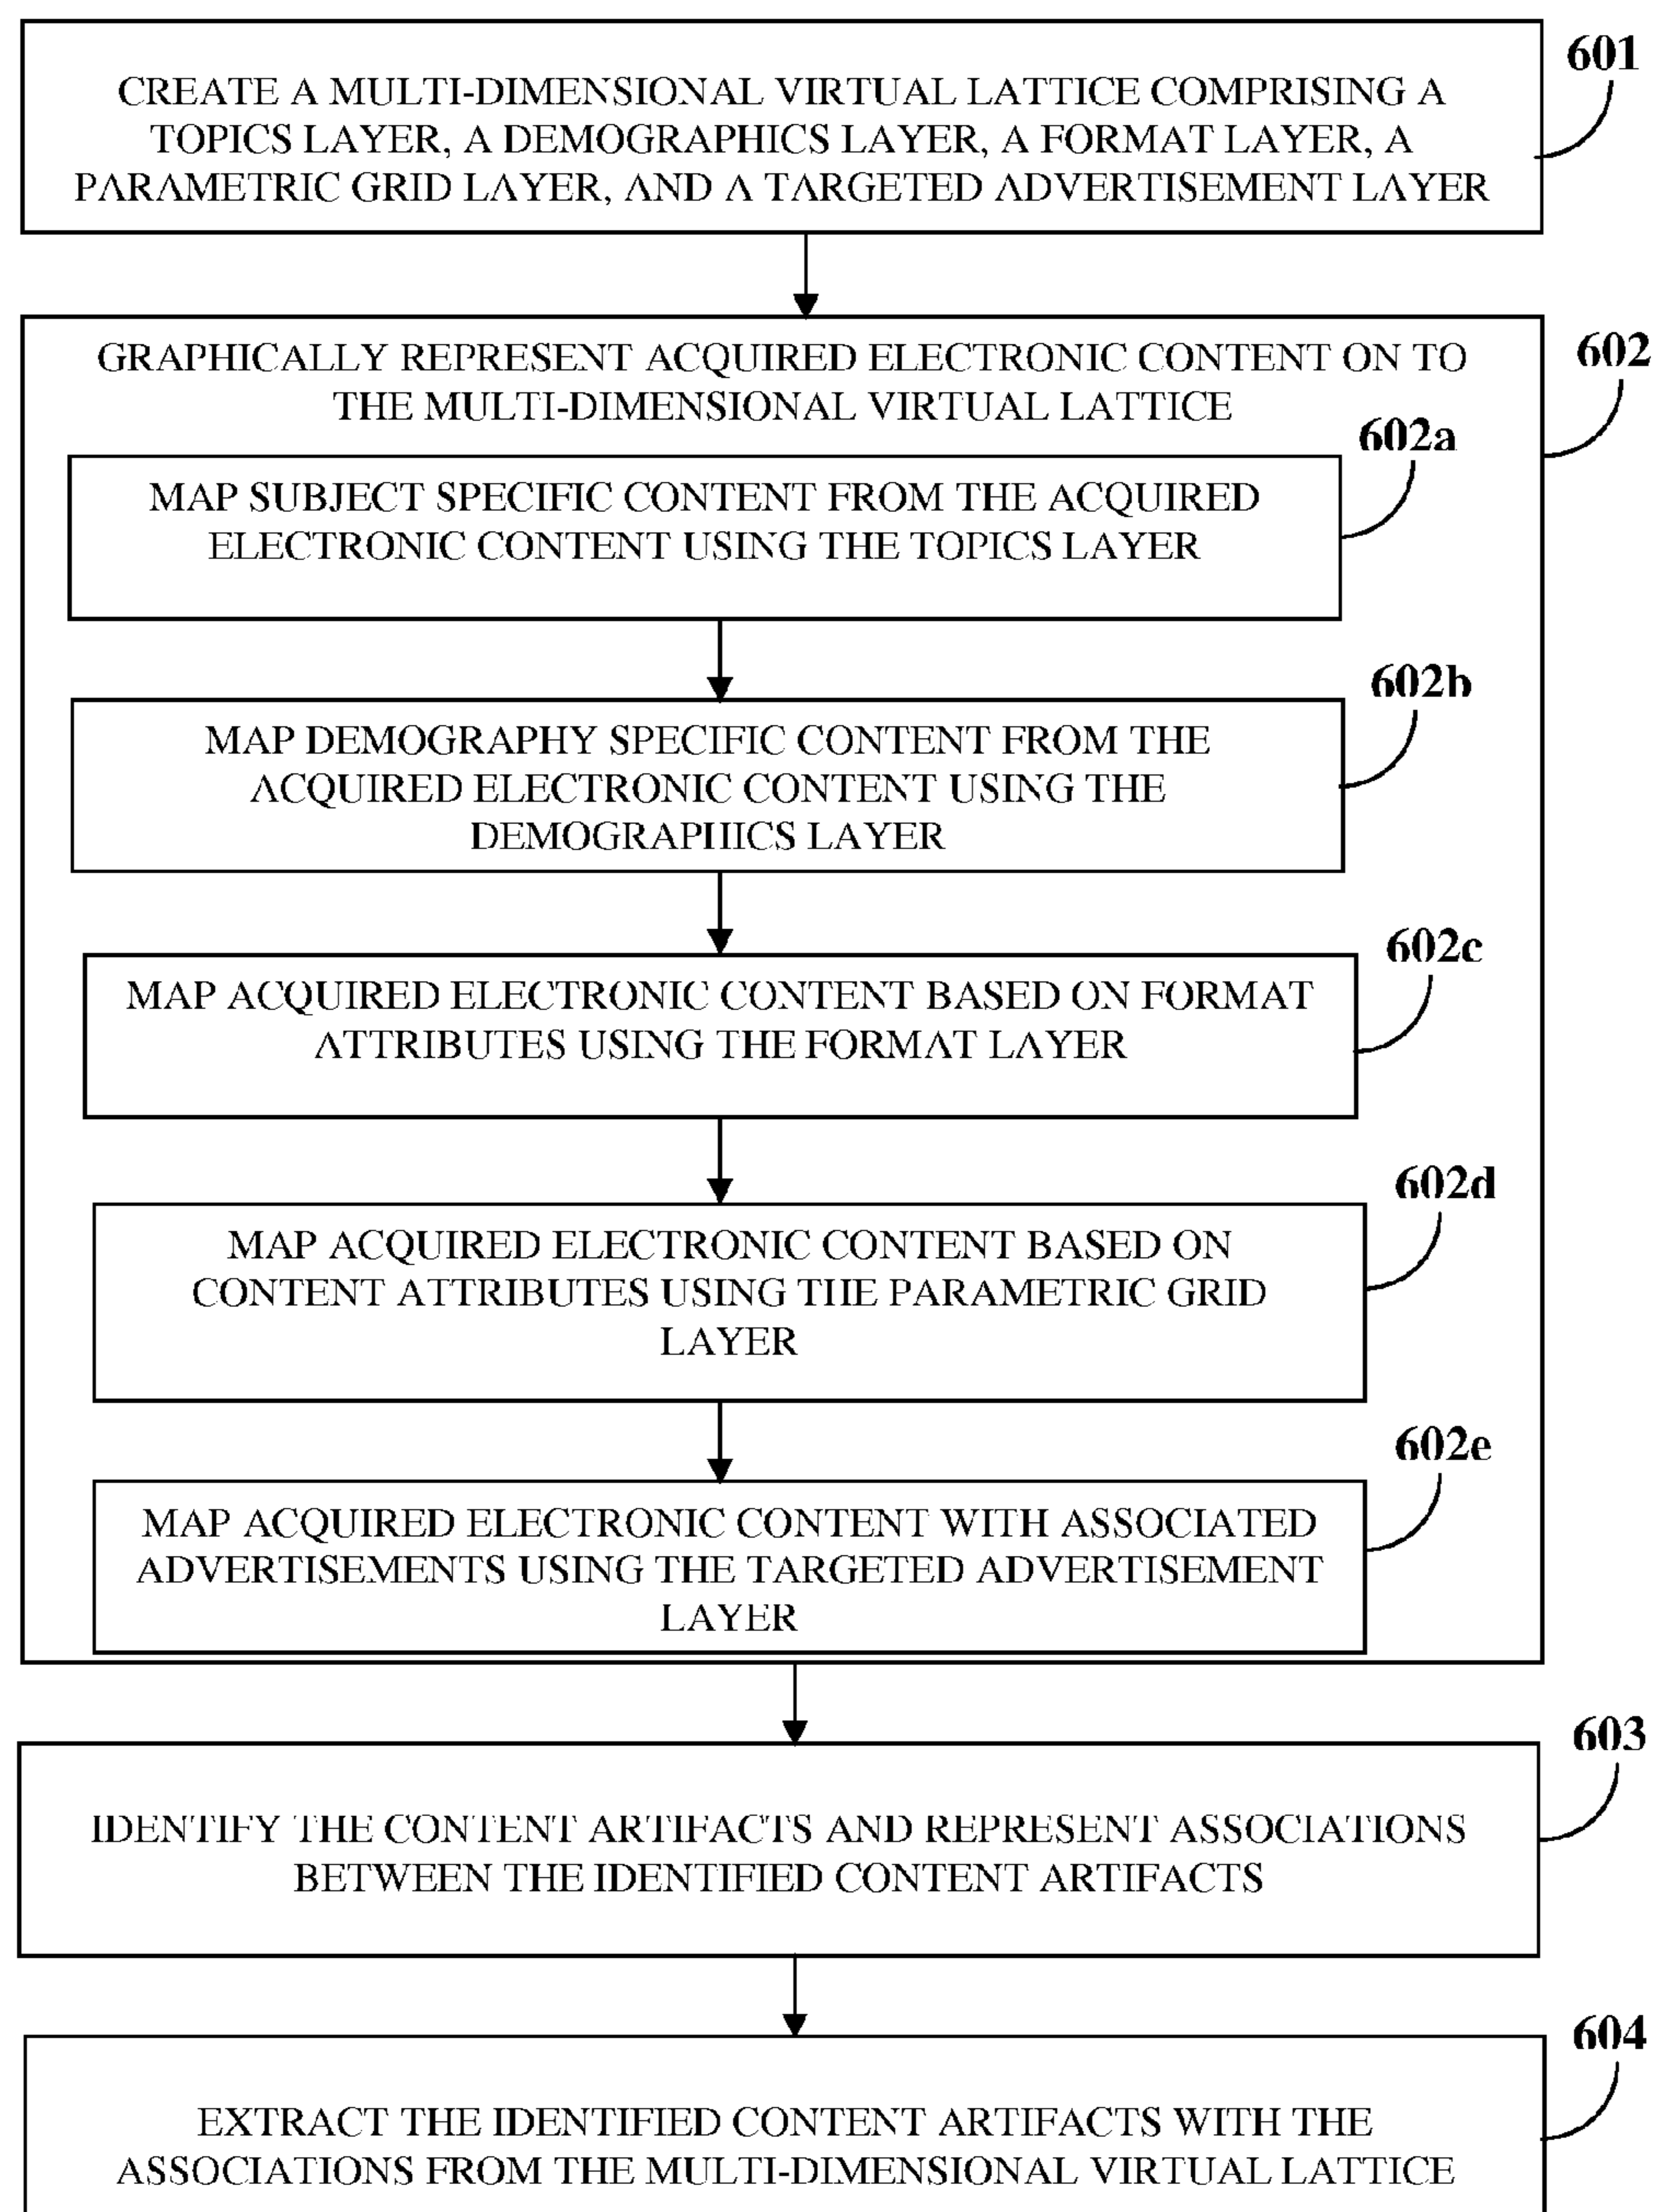 601
CREATE A MULTI-DIMENSIONAL VIRTUAL LATTICE COMPRISING A
TOPICS LAYER, A DEMOGRAPHICS LAYER, A FORMAT LAYER, A
PARAMETRIC GRID LAYER, AND A TARGETED ADVERTISEMENT LAYER
602
GRAPHICALLY REPRESENT ACQUIRED ELECTRONIC CONTENT ON TO
THE MULTI-DIMENSIONAL VIRTUAL LATTICE
602a
MAP SUBJECT SPECIFIC CONTENT FROM THE ACQUIRED
ELECTRONIC CONTENT USING THE TOPICS LAYER
602b
MAP DEMOGRAPHY SPECIFIC CONTENT FROM THE
ACQUIRED ELECTRONIC CONTENT USING THE
DEMOGRAPHICS LAYER
602c
MAP ACQUIRED ELECTRONIC CONTENT BASED ON FORMAT
ATTRIBUTES USING THE FORMAT LAYER
602d
MAP ACQUIRED ELECTRONIC CONTENT BASED ON
CONTENT ATTRIBUTES USING THE PARAMETRIC GRID
LAYER
602e
MAP ACQUIRED ELECTRONIC CONTENT WITH ASSOCIATED
ADVERTISEMENTS USING THE TARGETED ADVERTISEMENT
LAYER
603
IDENTIFY THE CONTENT ARTIFACTS AND REPRESENT ASSOCIATIONS
BETWEEN THE IDENTIFIED CONTENT ARTIFACTS
604
EXTRACT THE IDENTIFIED CONTENT ARTIFACTS WITH THE
ASSOCIATIONS FROM THE MULTI-DIMENSIONAL VIRTUAL LATTICE